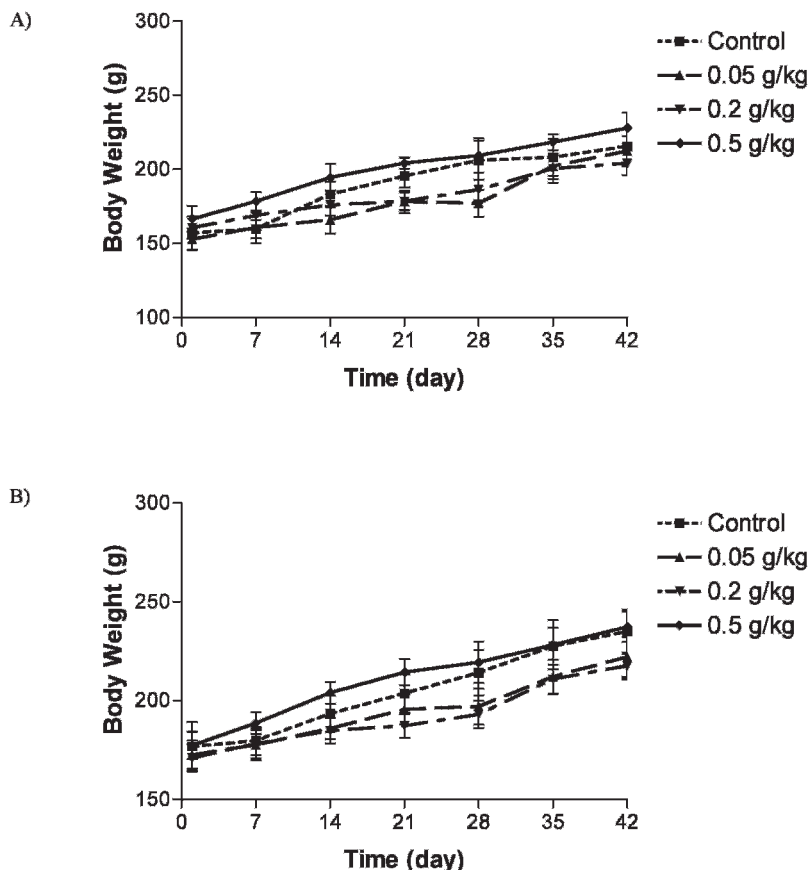 A)
300
250
200
150
100
Body Weight (g)
0 7 14 21 28 35 42
Time (day)
Control
0.05 g/kg
0.2 g/kg
0.5 g/kg
B)
300
250
200
150
Body Weight (g)
0 7 14 21 28 35 42
Time (day)
Control
0.05 g/kg
0.2 g/kg
0.5 g/kg